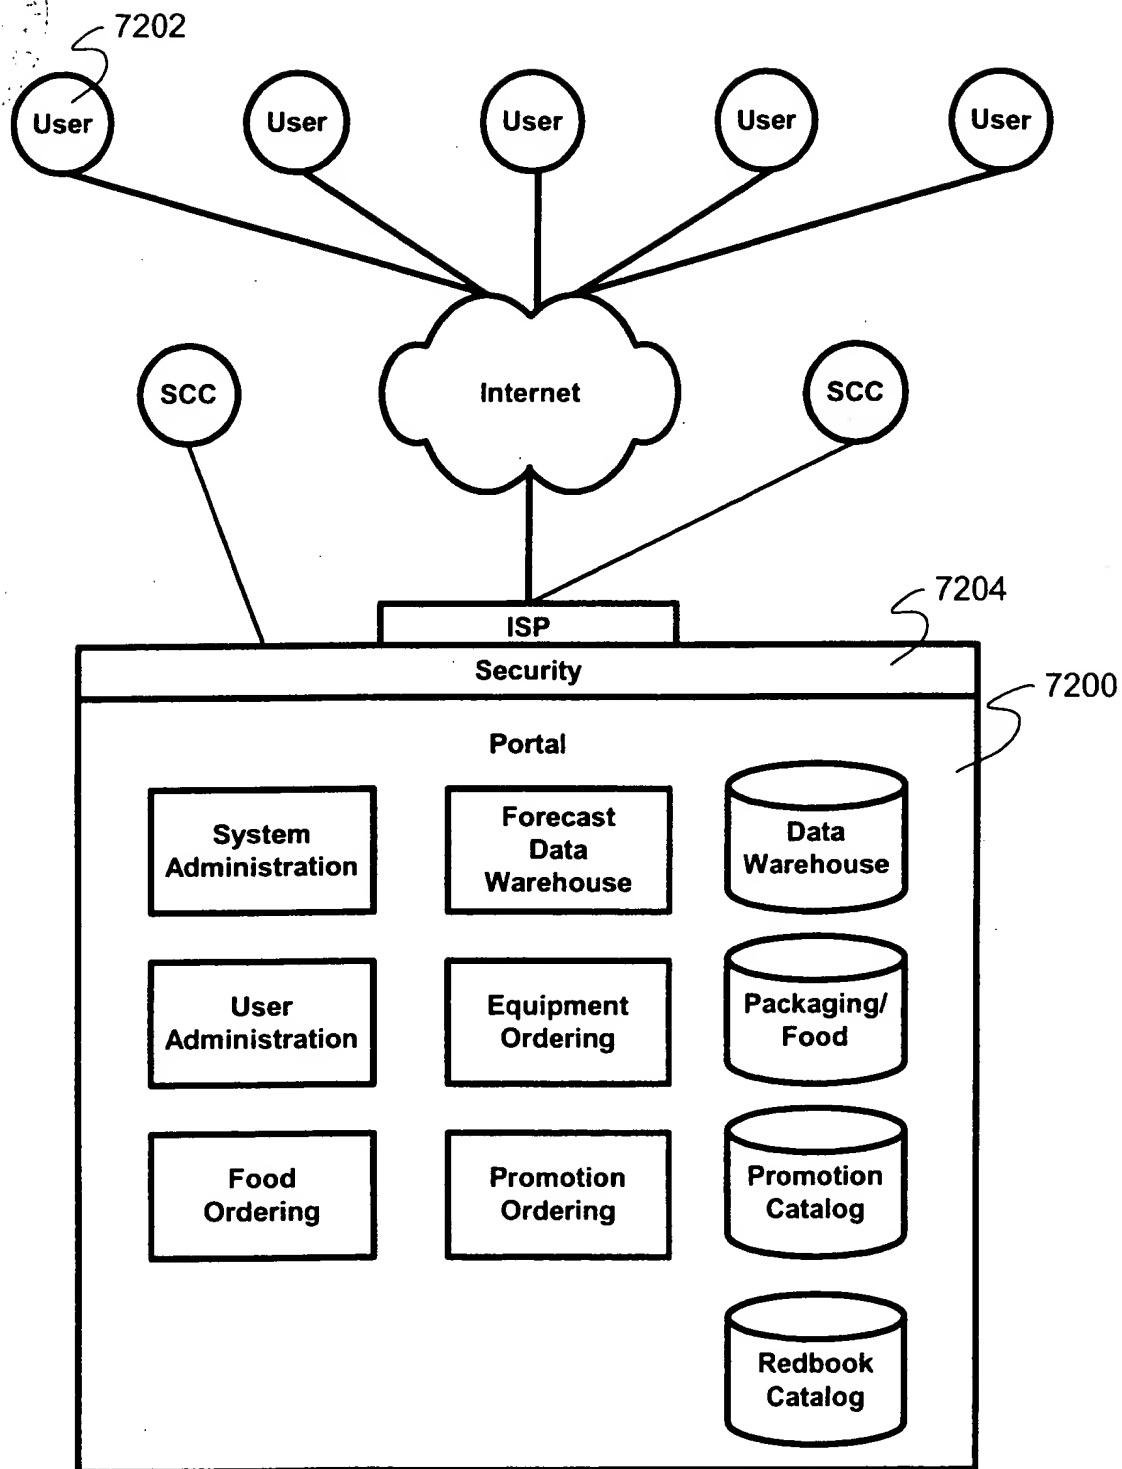 7202
User
User
User
User
User
SCC
Internet
SCC
7204
ISP
Security
7200
Portal
System
Administration
Forecast
Data
Warehouse
Data
Warehouse
User
Administration
Equipment
Ordering
Packaging/
Food
Food
Ordering
Promotion
Ordering
Promotion
Catalog
Redbook
Catalog